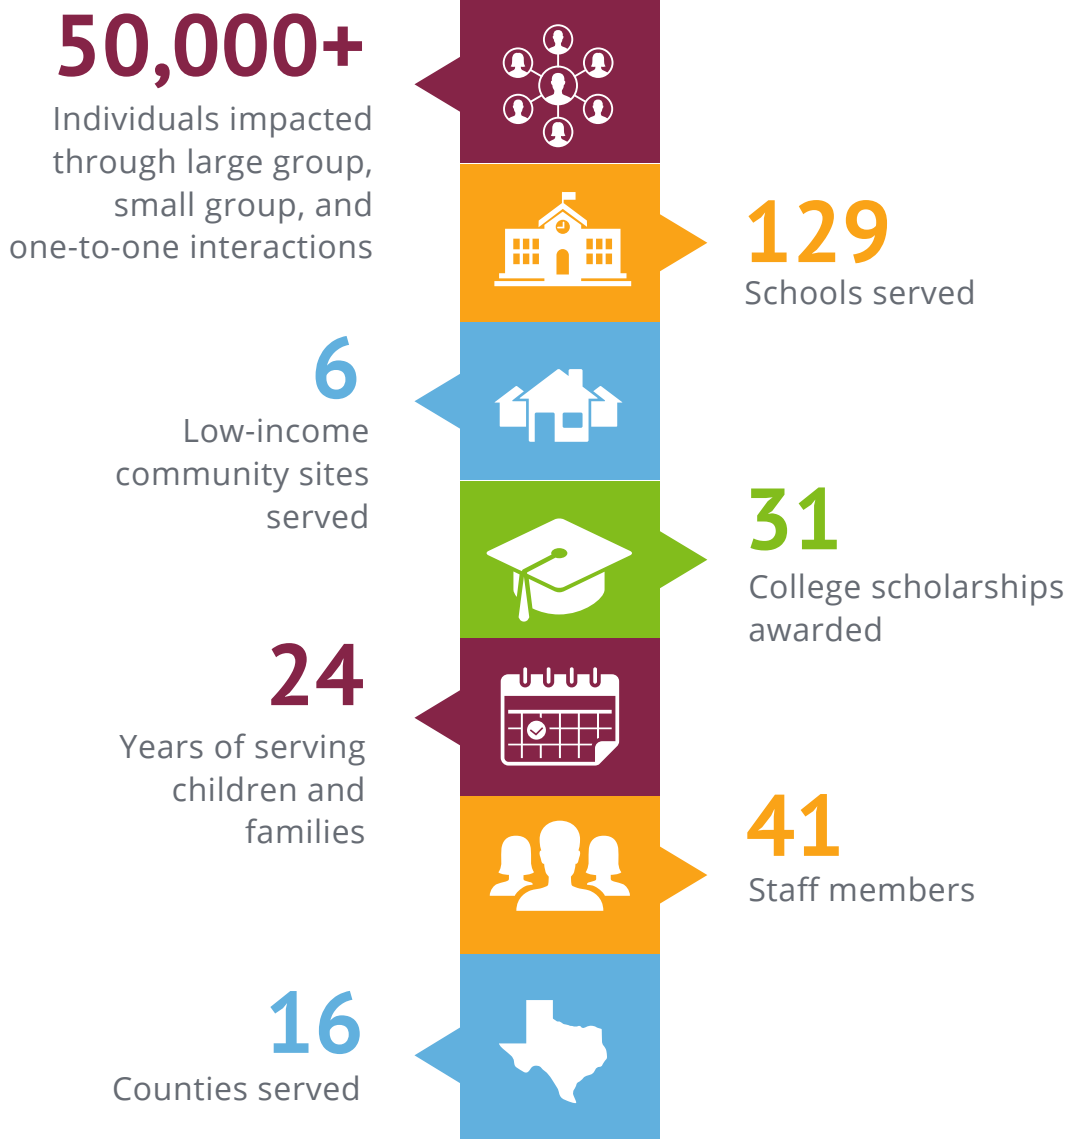 50,000+
Individuals impacted
through large group,
small group, and
one-to-one interactions
129
Schools served
6
Low-income
community sites
served
31
College scholarships
awarded
24
Years of serving
children and
families
41
Staff members
16
Counties served